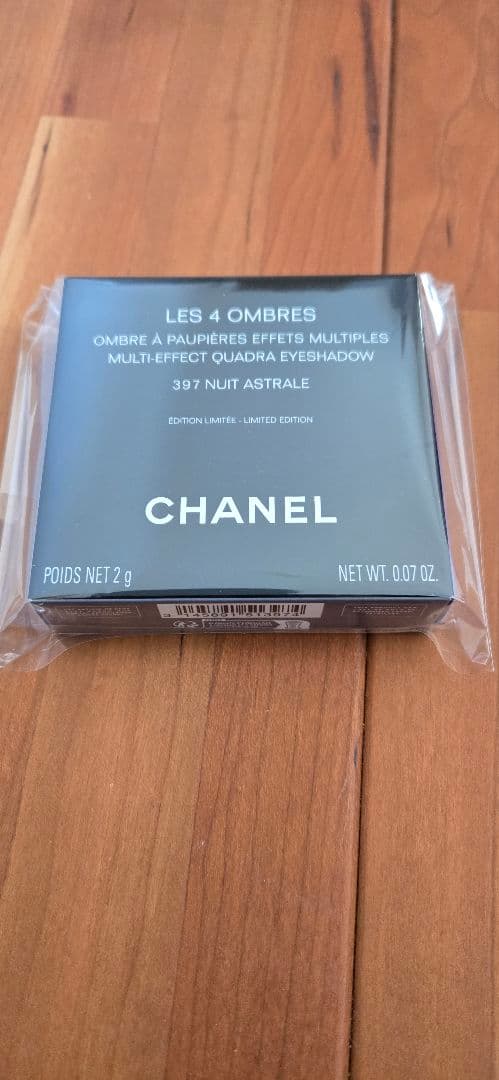 LES 4 OMBRES
OMBRE À PAUPIÈRES EFFETS MULTIPLES
MULTI-EFFECT QUADRA EYESHADOW
397 NUIT ASTRALE
ÉDITION LIMITÉE - LIMITED EDITION
CHANEL
POIDS NET 2 g
NET WT. 0.07 OZ.